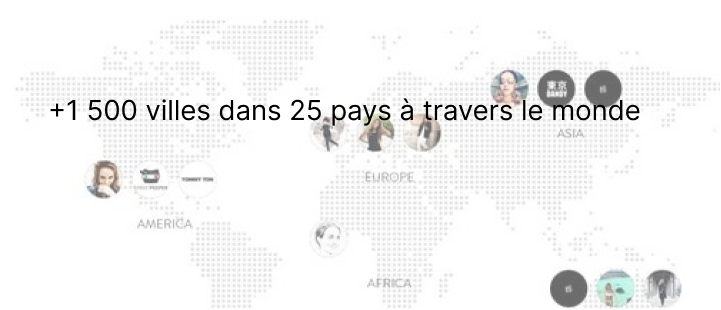 +1 500 villes dans 25 pays à travers le monde
東京
DANDY
ASIA
EUROPE
TOMMY TON
AMERICA
AFRICA